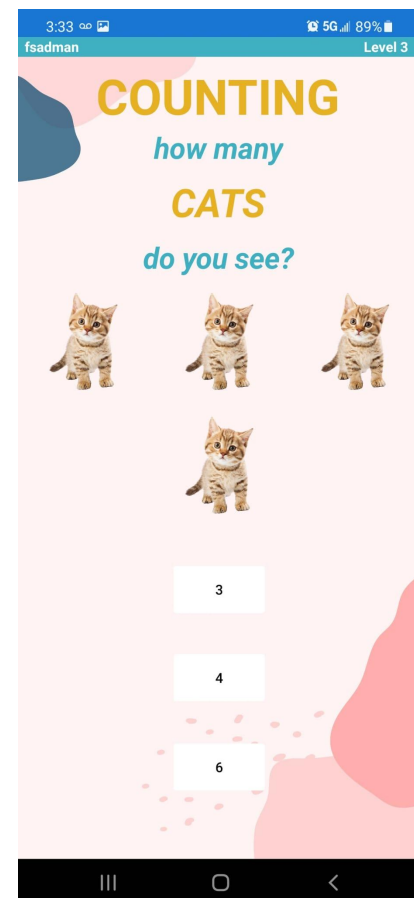 3:33 5G 89%
fsadman Level 3
COUNTING
how many
CATS
do you see?
3
4
6